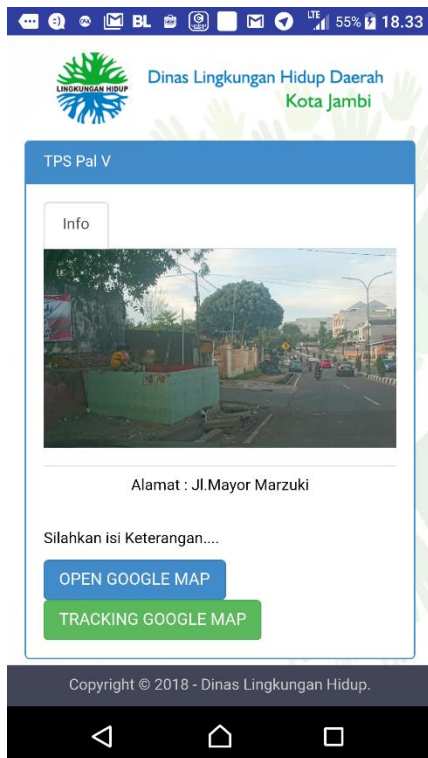 BL
LTE
55%
18.33
LINGKUNGAN HIDUP
Dinas Lingkungan Hidup Daerah
Kota Jambi
TPS Pal V
Info
Alamat : Jl.Mayor Marzuki
Silahkan isi Keterangan....
OPEN GOOGLE MAP
TRACKING GOOGLE MAP
Copyright © 2018 - Dinas Lingkungan Hidup.